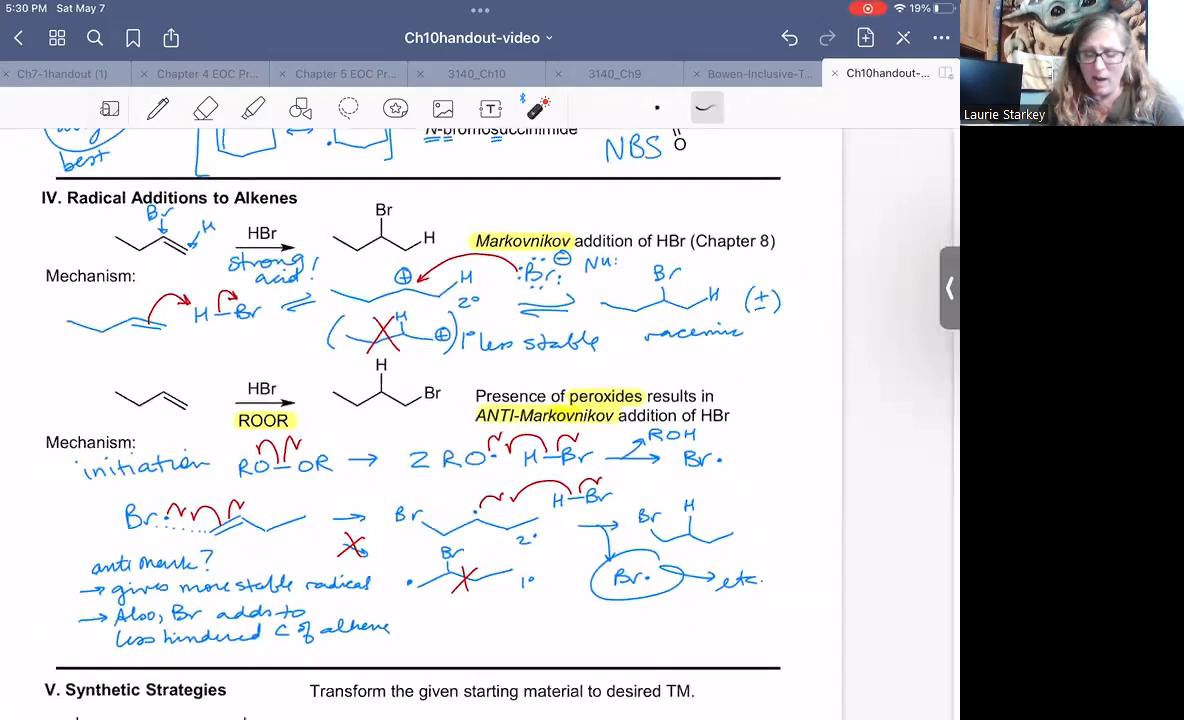 5:30 PM Sat May 7
19%
Ch10handout-video
Ch7-1handout (1)
Chapter 4 EOC Pr...
Chapter 5 EOC Pr...
3140_Ch10
3140_Ch9
Bowen-Inclusive-T...
Ch10handout-...
Laurie Starkey
best
N-bromosuccinimide
NBS
O
IV. Radical Additions to Alkenes
Br
H
HBr
strong acid!
Br
H
Markovnikov addition of HBr (Chapter 8)
Mechanism:
H-Br
H
2°
:Br: Nu:
Br
H
(±)
racemic
H
1° less stable
HBr
ROOR
H
Br
Presence of peroxides results in
ANTI-Markovnikov addition of HBr
Mechanism:
initiation RO-OR → 2 RO· H-Br → Br·
ROH
Br·
Br
2°
H-Br
Br
H
anti mark?
→ gives more stable radical
Br
1°
Br· → etc.
→ Also, Br adds to
less hindered C of alkene
V. Synthetic Strategies
Transform the given starting material to desired TM.